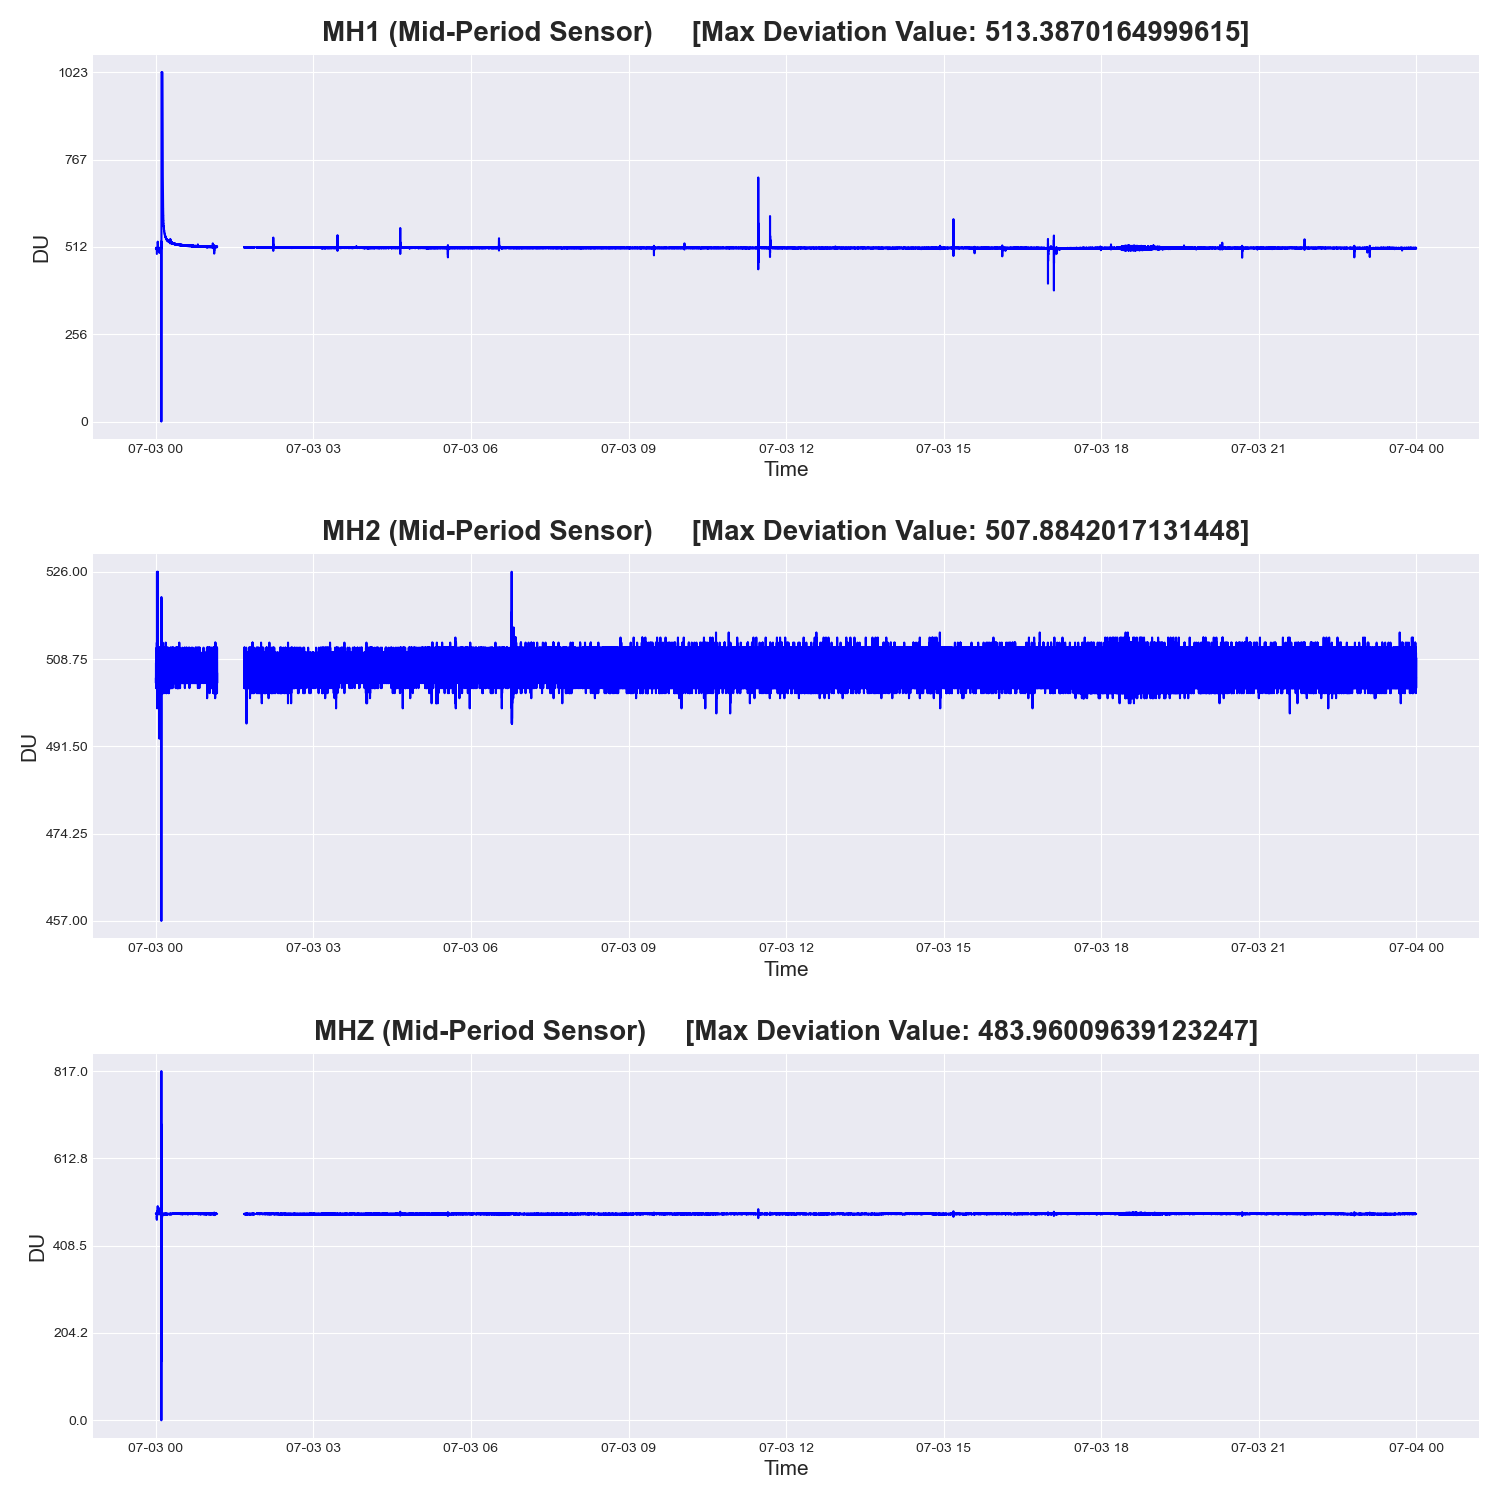 MH1 (Mid-Period Sensor) [Max Deviation Value: 513.3870164999615]
1023
767
512
256
0
DU
07-03 00 07-03 03 07-03 06 07-03 09 07-03 12 07-03 15 07-03 18 07-03 21 07-04 00
Time
MH2 (Mid-Period Sensor) [Max Deviation Value: 507.8842017131448]
526.00
508.75
491.50
474.25
457.00
DU
07-03 00 07-03 03 07-03 06 07-03 09 07-03 12 07-03 15 07-03 18 07-03 21 07-04 00
Time
MHZ (Mid-Period Sensor) [Max Deviation Value: 483.96009639123247]
817.0
612.8
408.5
204.2
0.0
DU
07-03 00 07-03 03 07-03 06 07-03 09 07-03 12 07-03 15 07-03 18 07-03 21 07-04 00
Time